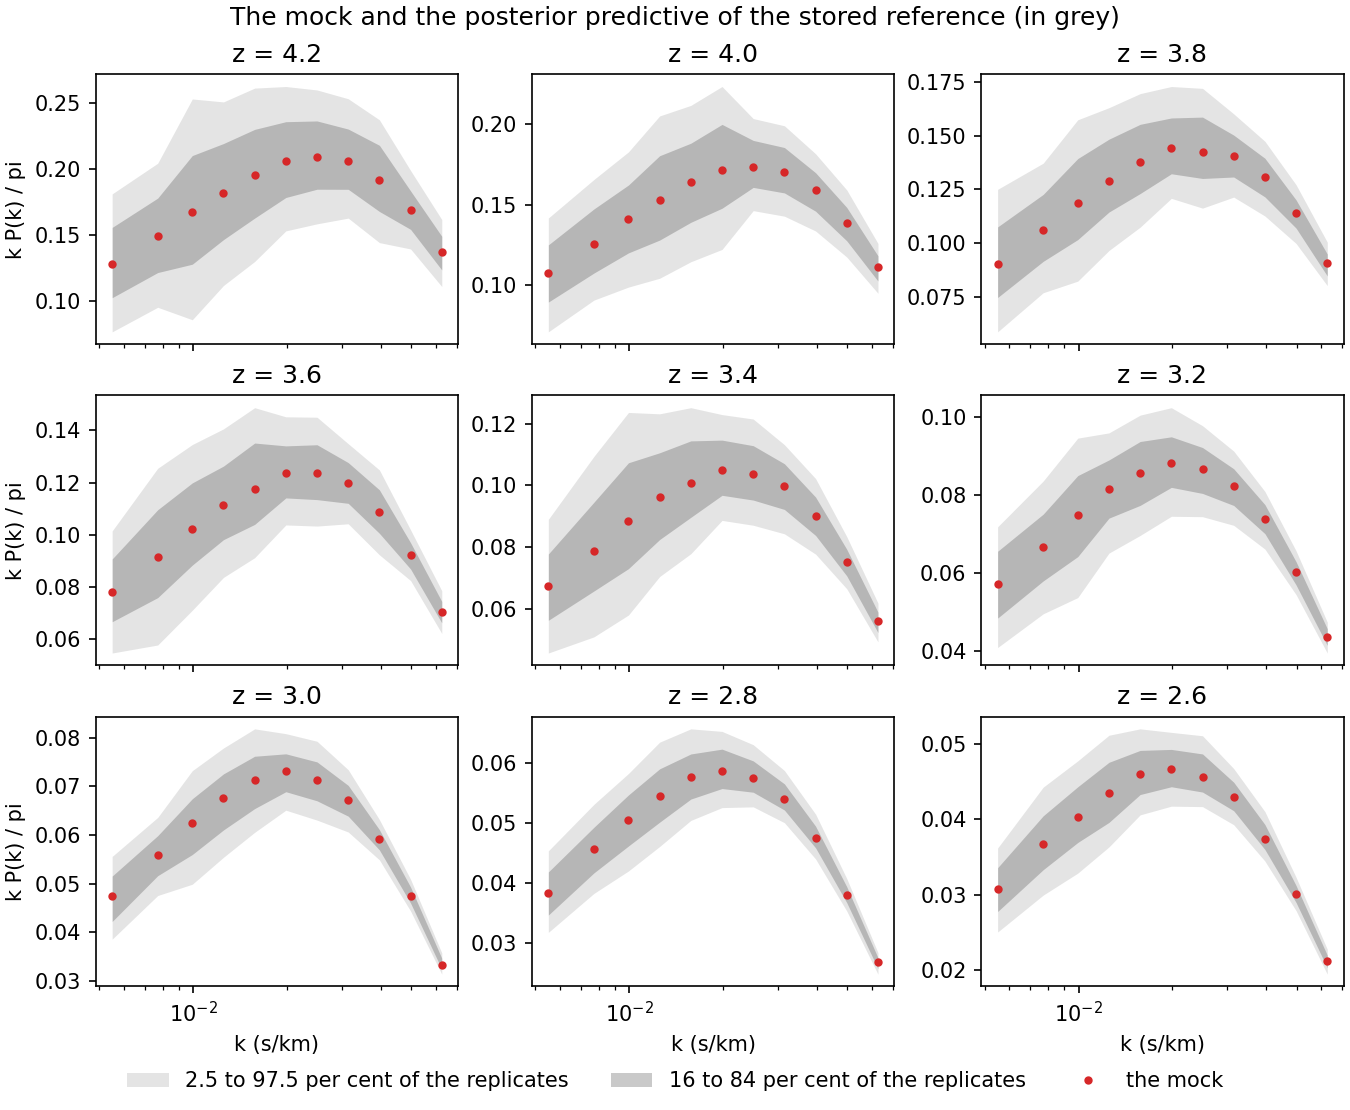 The mock and the posterior predictive of the stored reference (in grey)
z = 4.2
z = 4.0
z = 3.8
k P(k) / pi
0.25
0.20
0.15
0.10
0.20
0.15
0.10
0.175
0.150
0.125
0.100
0.075
z = 3.6
z = 3.4
z = 3.2
k P(k) / pi
0.14
0.12
0.10
0.08
0.06
0.12
0.10
0.08
0.06
0.10
0.08
0.06
0.04
z = 3.0
z = 2.8
z = 2.6
k P(k) / pi
0.08
0.07
0.06
0.05
0.04
0.03
0.06
0.05
0.04
0.03
0.05
0.04
0.03
0.02
10⁻²
10⁻²
10⁻²
k (s/km)
k (s/km)
k (s/km)
2.5 to 97.5 per cent of the replicates
16 to 84 per cent of the replicates
the mock